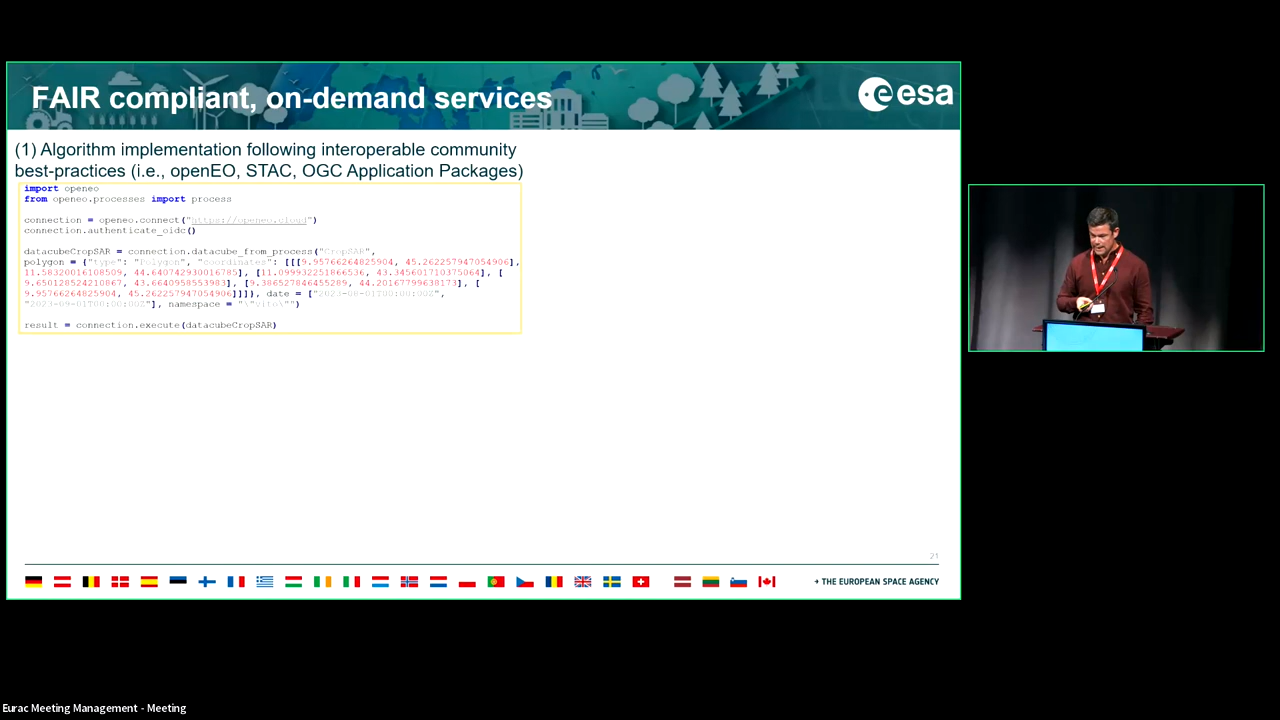 FAIR compliant, on-demand services
esa
(1) Algorithm implementation following interoperable community
best-practices (i.e., openEO, STAC, OGC Application Packages)
import openeo
from openeo.processes import process
connection = openeo.connect("https://openeo.cloud")
connection.authenticate_oidc()
datacubeCropSAR = connection.datacube_from_process("CropSAR",
polygon = {"type": "Polygon", "coordinates": [[[9.95766264825904, 45.262257947054906],
11.58320016108509, 44.640742930016785], [11.099932251866536, 43.345601710375064], [
9.650128524210867, 43.6640958553983], [9.386527846455289, 44.20167799638173], [
9.95766264825904, 45.262257947054906]]]}, date = ["2023-06-01T00:00:00Z",
"2023-09-01T00:00:00Z"], namespace = "\"vito\"")
result = connection.execute(datacubeCropSAR)
21
→ THE EUROPEAN SPACE AGENCY
Eurac Meeting Management - Meeting